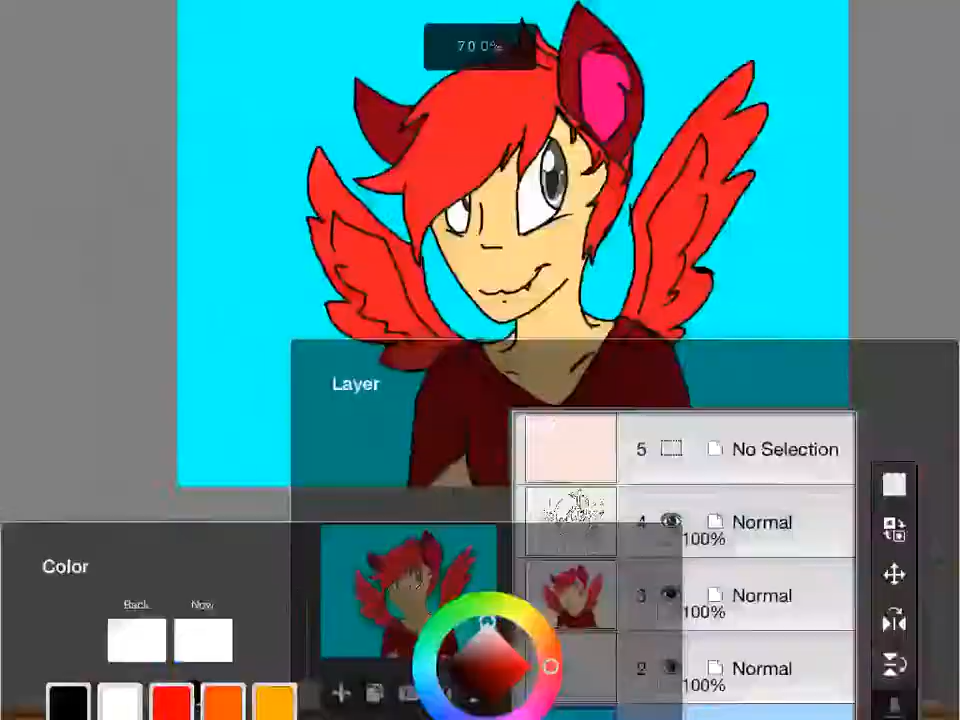 70.0%
Layer
5 No Selection
4 Normal
100%
Color
Back Now
3 Normal
100%
2 Normal
100%